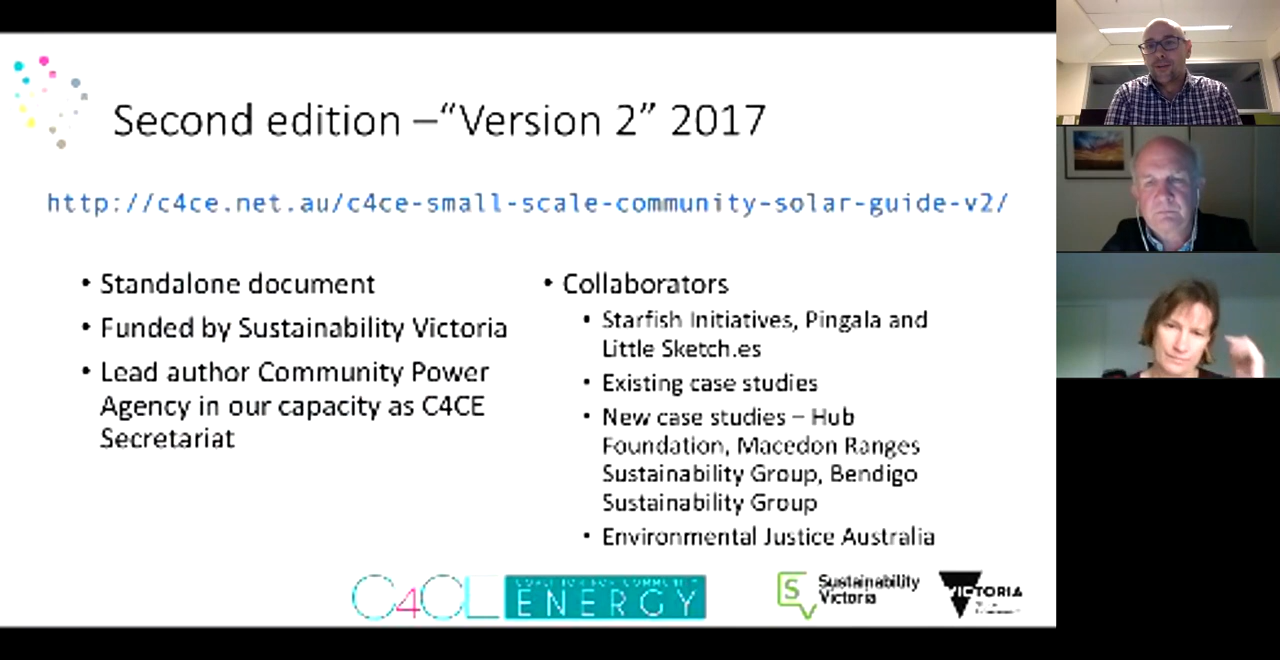 Second edition –“Version 2” 2017
http://c4ce.net.au/c4ce-small-scale-community-solar-guide-v2/
• Standalone document
• Funded by Sustainability Victoria
• Lead author Community Power
Agency in our capacity as C4CE
Secretariat
• Collaborators
• Starfish Initiatives, Pingala and
Little Sketch.es
• Existing case studies
• New case studies – Hub
Foundation, Macedon Ranges
Sustainability Group, Bendigo
Sustainability Group
• Environmental Justice Australia
C4CE
COALITION FOR COMMUNITY
ENERGY
S
Sustainability
Victoria
VICTORIA